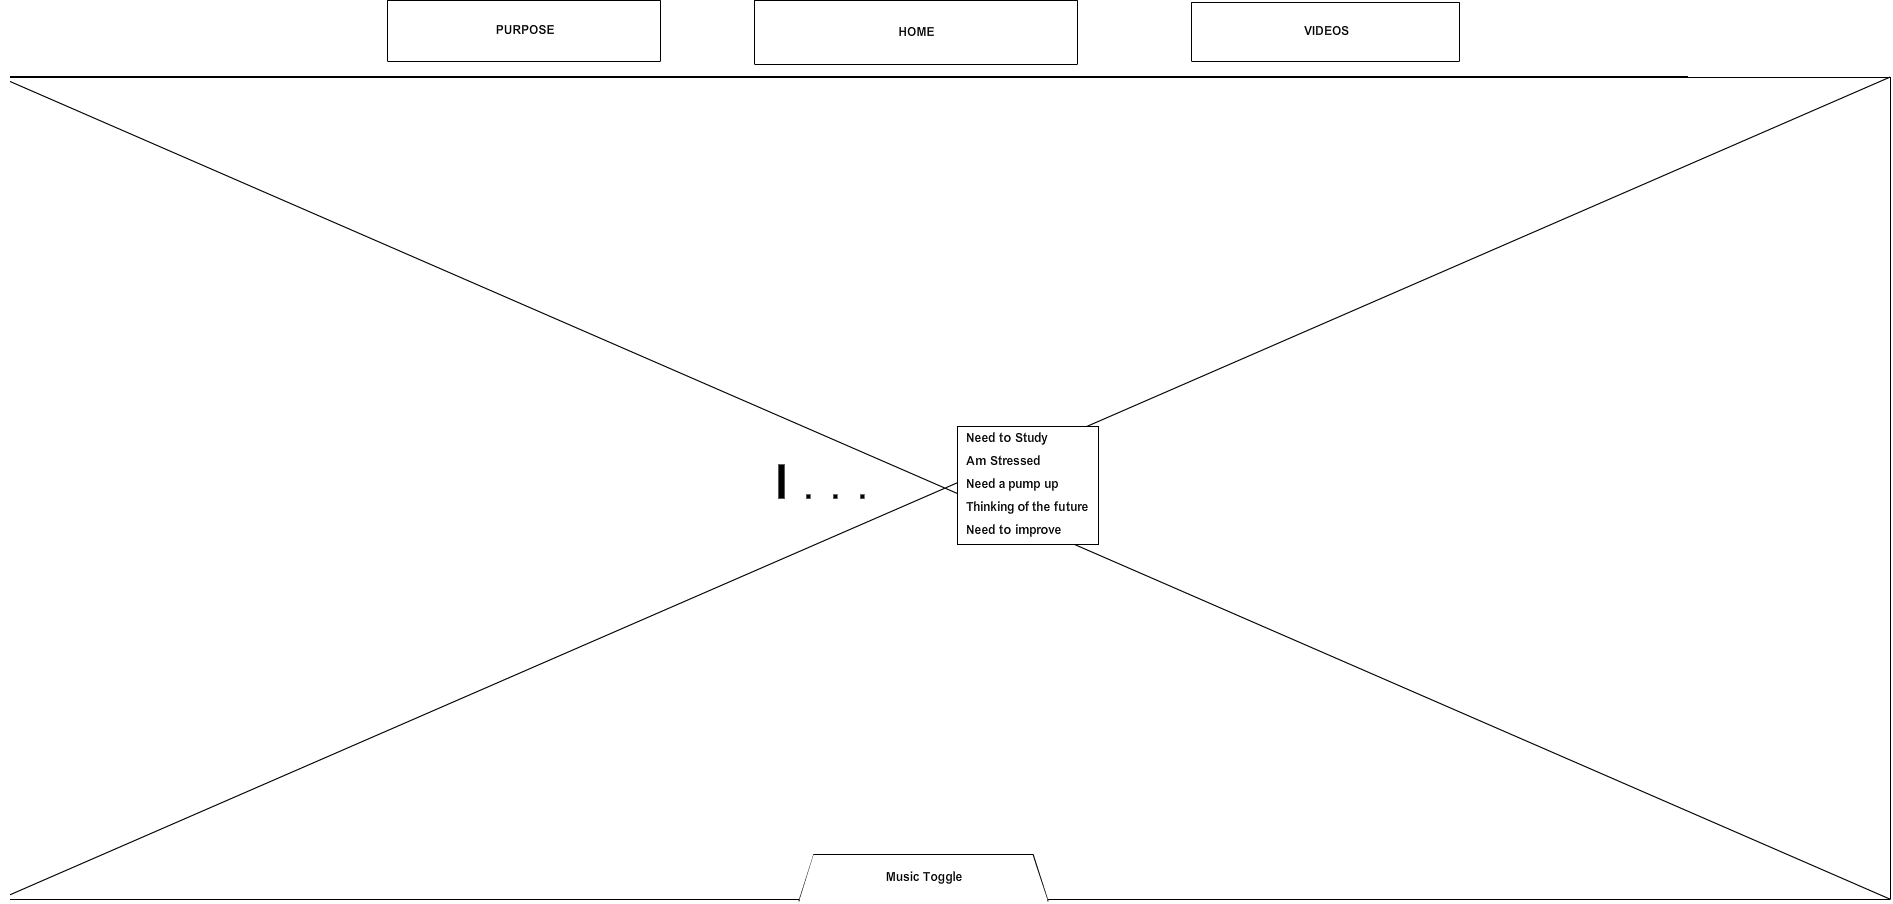 PURPOSE
HOME
VIDEOS
I . . .
Need to Study
Am Stressed
Need a pump up
Thinking of the future
Need to improve
Music Toggle